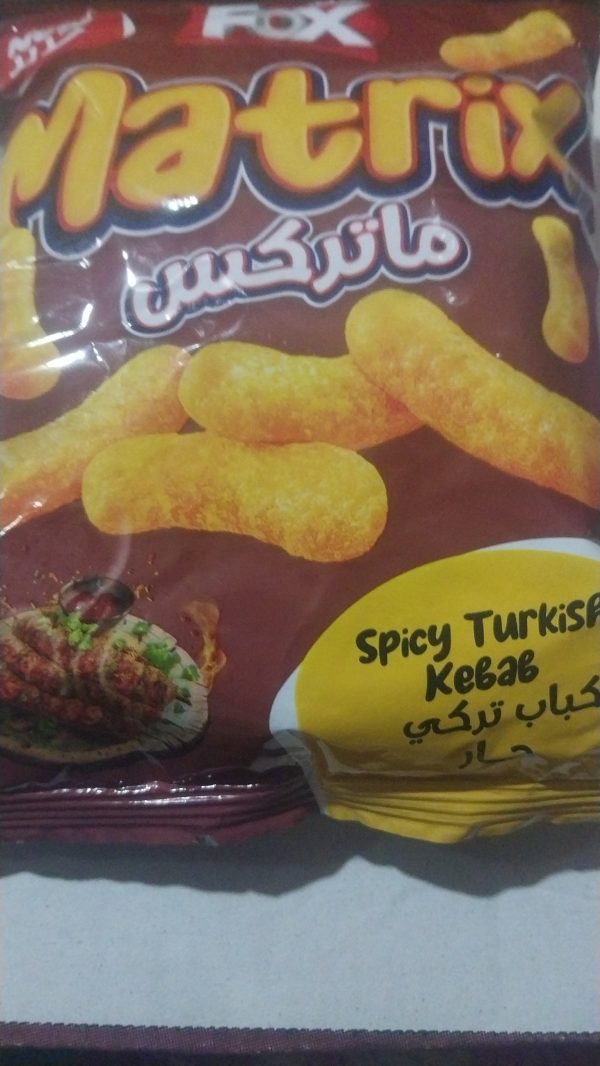 FOX
Matrix
ماتركس
Spicy Turkish
Kebab
كباب تركي
حار